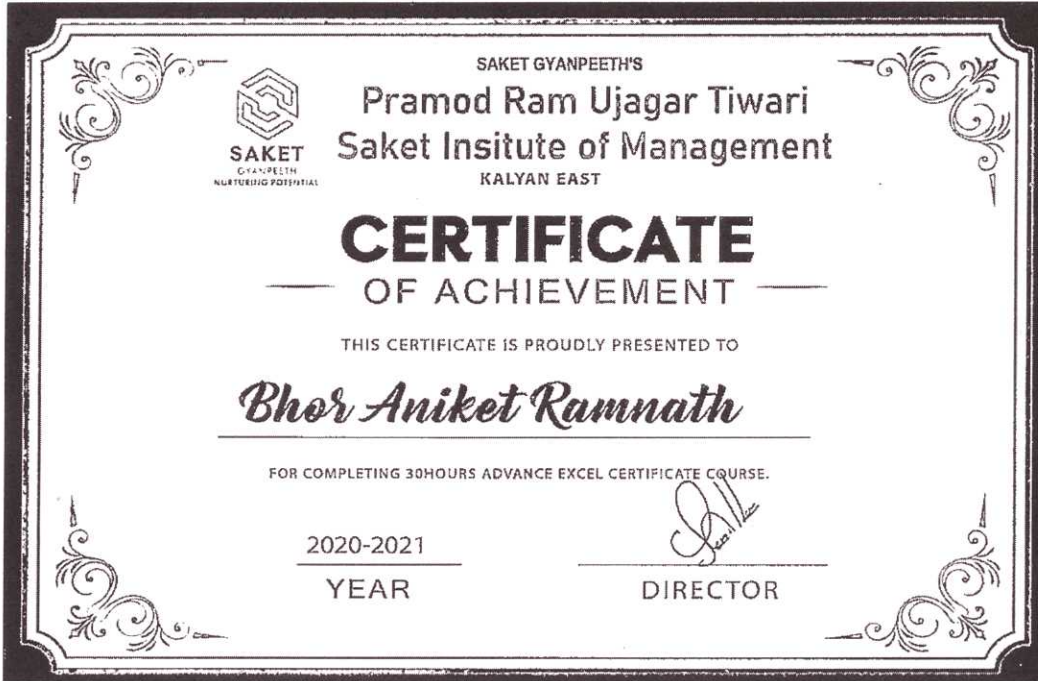 SAKET GYANPEETH'S
Pramod Ram Ujagar Tiwari
Saket Insitute of Management
KALYAN EAST
SAKET
GYANPEETH
NURTURING POTENTIAL
CERTIFICATE
OF ACHIEVEMENT
THIS CERTIFICATE IS PROUDLY PRESENTED TO
Bhor Aniket Ramnath
FOR COMPLETING 30HOURS ADVANCE EXCEL CERTIFICATE COURSE.
2020-2021
YEAR
DIRECTOR